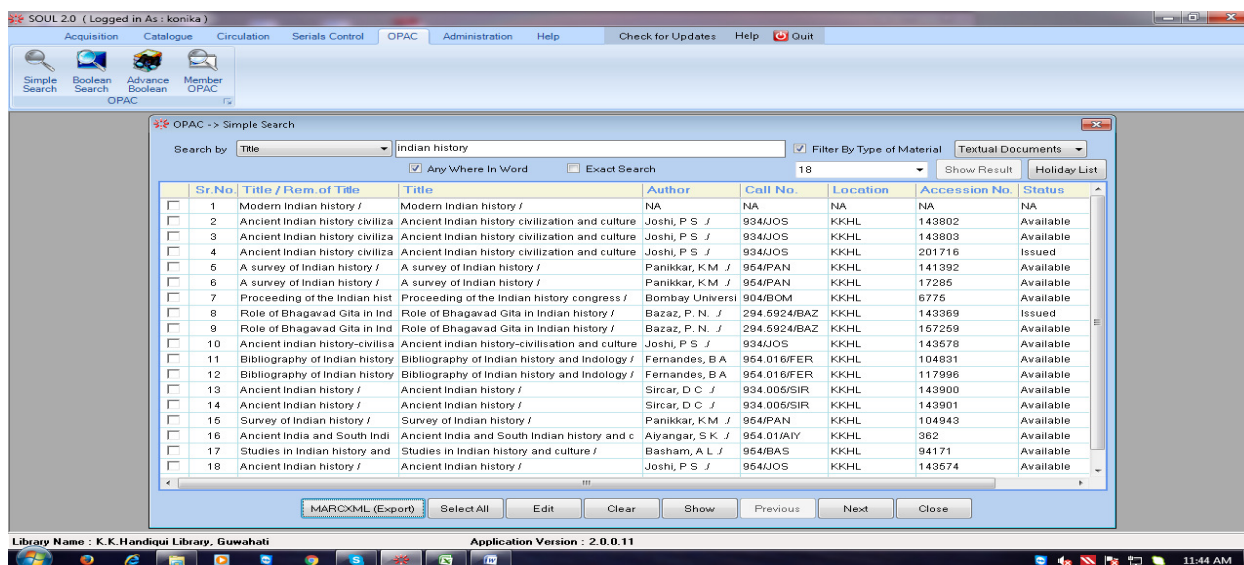 SOUL 2.0 ( Logged in As : konika )
Acquisition Catalogue Circulation Serials Control OPAC Administration Help Check for Updates Help Quit
Simple Search Boolean Search Advance Boolean Member OPAC
OPAC
OPAC -> Simple Search
Search by Title indian history Filter By Type of Material Textual Documents
Any Where In Word Exact Search 18 Show Result Holiday List
Sr.No. Title / Rem.of Title Title Author Call No. Location Accession No. Status
1 Modern Indian history / Modern Indian history / NA NA NA NA NA
2 Ancient Indian history civiliza Ancient Indian history civilization and culture Joshi, P S ./ 934/JOS KKHL 143802 Available
3 Ancient Indian history civiliza Ancient Indian history civilization and culture Joshi, P S ./ 934/JOS KKHL 143803 Available
4 Ancient Indian history civiliza Ancient Indian history civilization and culture Joshi, P S ./ 934/JOS KKHL 201716 Issued
5 A survey of Indian history / A survey of Indian history / Panikkar, K M ./ 954/PAN KKHL 141392 Available
6 A survey of Indian history / A survey of Indian history / Panikkar, K M ./ 954/PAN KKHL 17285 Available
7 Proceeding of the Indian hist Proceeding of the Indian history congress / Bombay Universi 904/BOM KKHL 6775 Available
8 Role of Bhagavad Gita in Ind Role of Bhagavad Gita in Indian history / Bazaz, P. N. ./ 294.5924/BAZ KKHL 143369 Issued
9 Role of Bhagavad Gita in Ind Role of Bhagavad Gita in Indian history / Bazaz, P. N. ./ 294.5924/BAZ KKHL 157259 Available
10 Ancient indian history-civilisa Ancient indian history-civilisation and culture Joshi, P S ./ 934/JOS KKHL 143578 Available
11 Bibliography of Indian history Bibliography of Indian history and Indology / Fernandes, B A 954.016/FER KKHL 104831 Available
12 Bibliography of Indian history Bibliography of Indian history and Indology / Fernandes, B A 954.016/FER KKHL 117996 Available
13 Ancient Indian history / Ancient Indian history / Sircar, D C ./ 934.005/SIR KKHL 143900 Available
14 Ancient Indian history / Ancient Indian history / Sircar, D C ./ 934.005/SIR KKHL 143901 Available
15 Survey of Indian history / Survey of Indian history / Panikkar, K M ./ 954/PAN KKHL 104943 Available
16 Ancient India and South Indi Ancient India and South Indian history and c Aiyangar, S K ./ 954.01/AIY KKHL 362 Available
17 Studies in Indian history and Studies in Indian history and culture / Basham, A L ./ 954/BAS KKHL 94171 Available
18 Ancient Indian history / Ancient Indian history / Joshi, P S ./ 954/JOS KKHL 143574 Available
MARCXML (Export) Select All Edit Clear Show Previous Next Close
Library Name : K.K.Handiqui Library, Guwahati Application Version : 2.0.0.11
11:44 AM